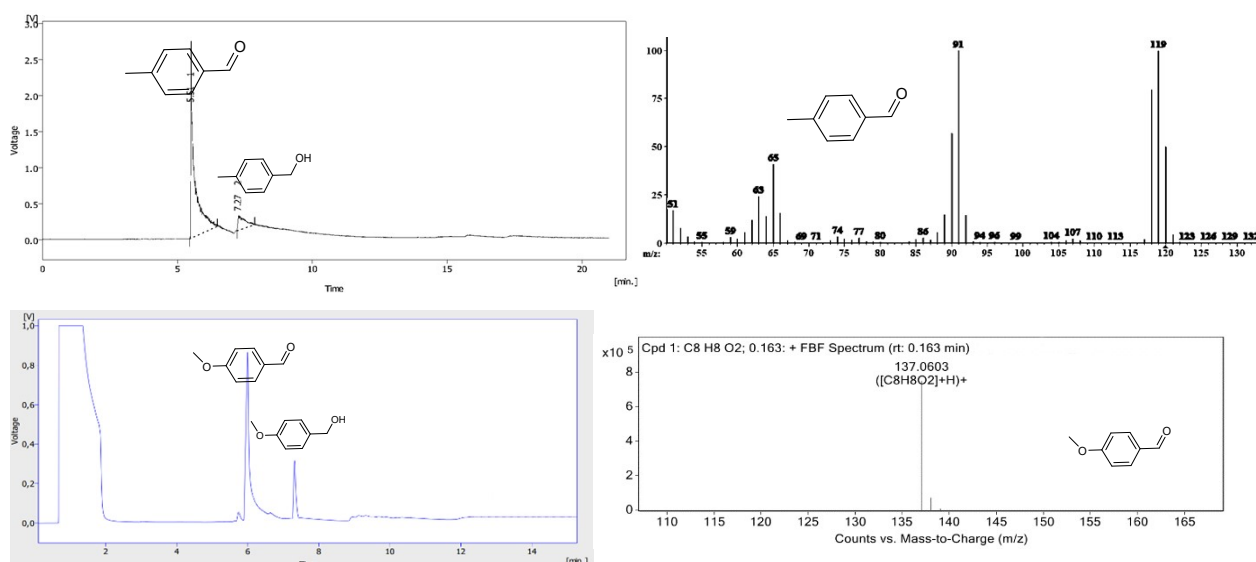 [V]
3.0
2.5
2.0
1.5
1.0
0.5
0.0
Voltage
0 5 10 15 20
Time
[min.]
O
1
OH
7.27 2
100
75
50
25
0
m/z:
51 55 59 63 65 69 71 74 77 80 86 91 94 96 99 104 107 110 113 119 123 126 129 132
55 60 65 70 75 80 85 90 95 100 105 110 115 120 125 130
O
[V]
1,0
0,8
0,6
0,4
0,2
0,0
Voltage
2 4 6 8 10 12 14
[min.]
O
O
O
OH
Cpd 1: C8 H8 O2; 0.163: + FBF Spectrum (rt: 0.163 min)
x10 5
137.0603
([C8H8O2]+H)+
8
6
4
2
0
110 115 120 125 130 135 140 145 150 155 160 165
Counts vs. Mass-to-Charge (m/z)
O
O